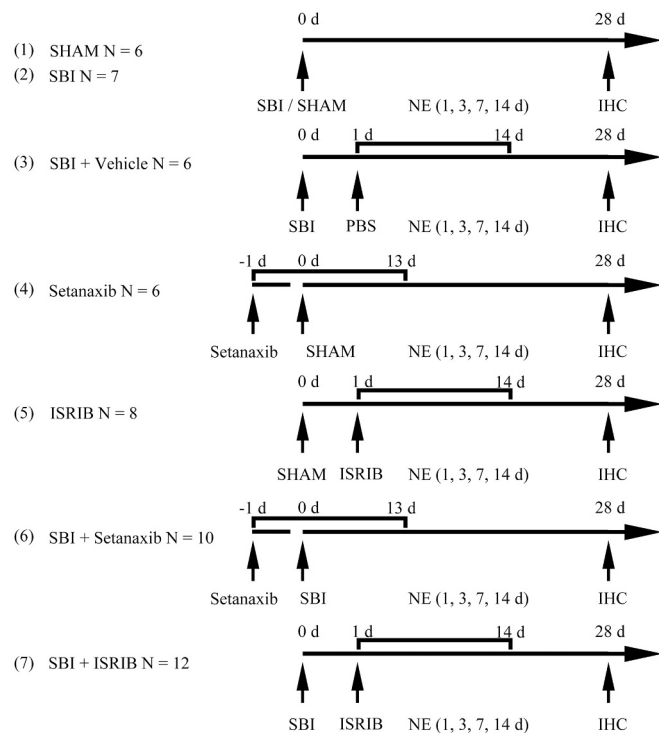 0 d 28 d
(1) SHAM N = 6
(2) SBI N = 7
SBI / SHAM NE (1, 3, 7, 14 d) IHC
0 d 1 d 14 d 28 d
(3) SBI + Vehicle N = 6
SBI PBS NE (1, 3, 7, 14 d) IHC
-1 d 0 d 13 d 28 d
(4) Setanaxib N = 6
Setanaxib SHAM NE (1, 3, 7, 14 d) IHC
0 d 1 d 14 d 28 d
(5) ISRIB N = 8
SHAM ISRIB NE (1, 3, 7, 14 d) IHC
-1 d 0 d 13 d 28 d
(6) SBI + Setanaxib N = 10
Setanaxib SBI NE (1, 3, 7, 14 d) IHC
0 d 1 d 14 d 28 d
(7) SBI + ISRIB N = 12
SBI ISRIB NE (1, 3, 7, 14 d) IHC